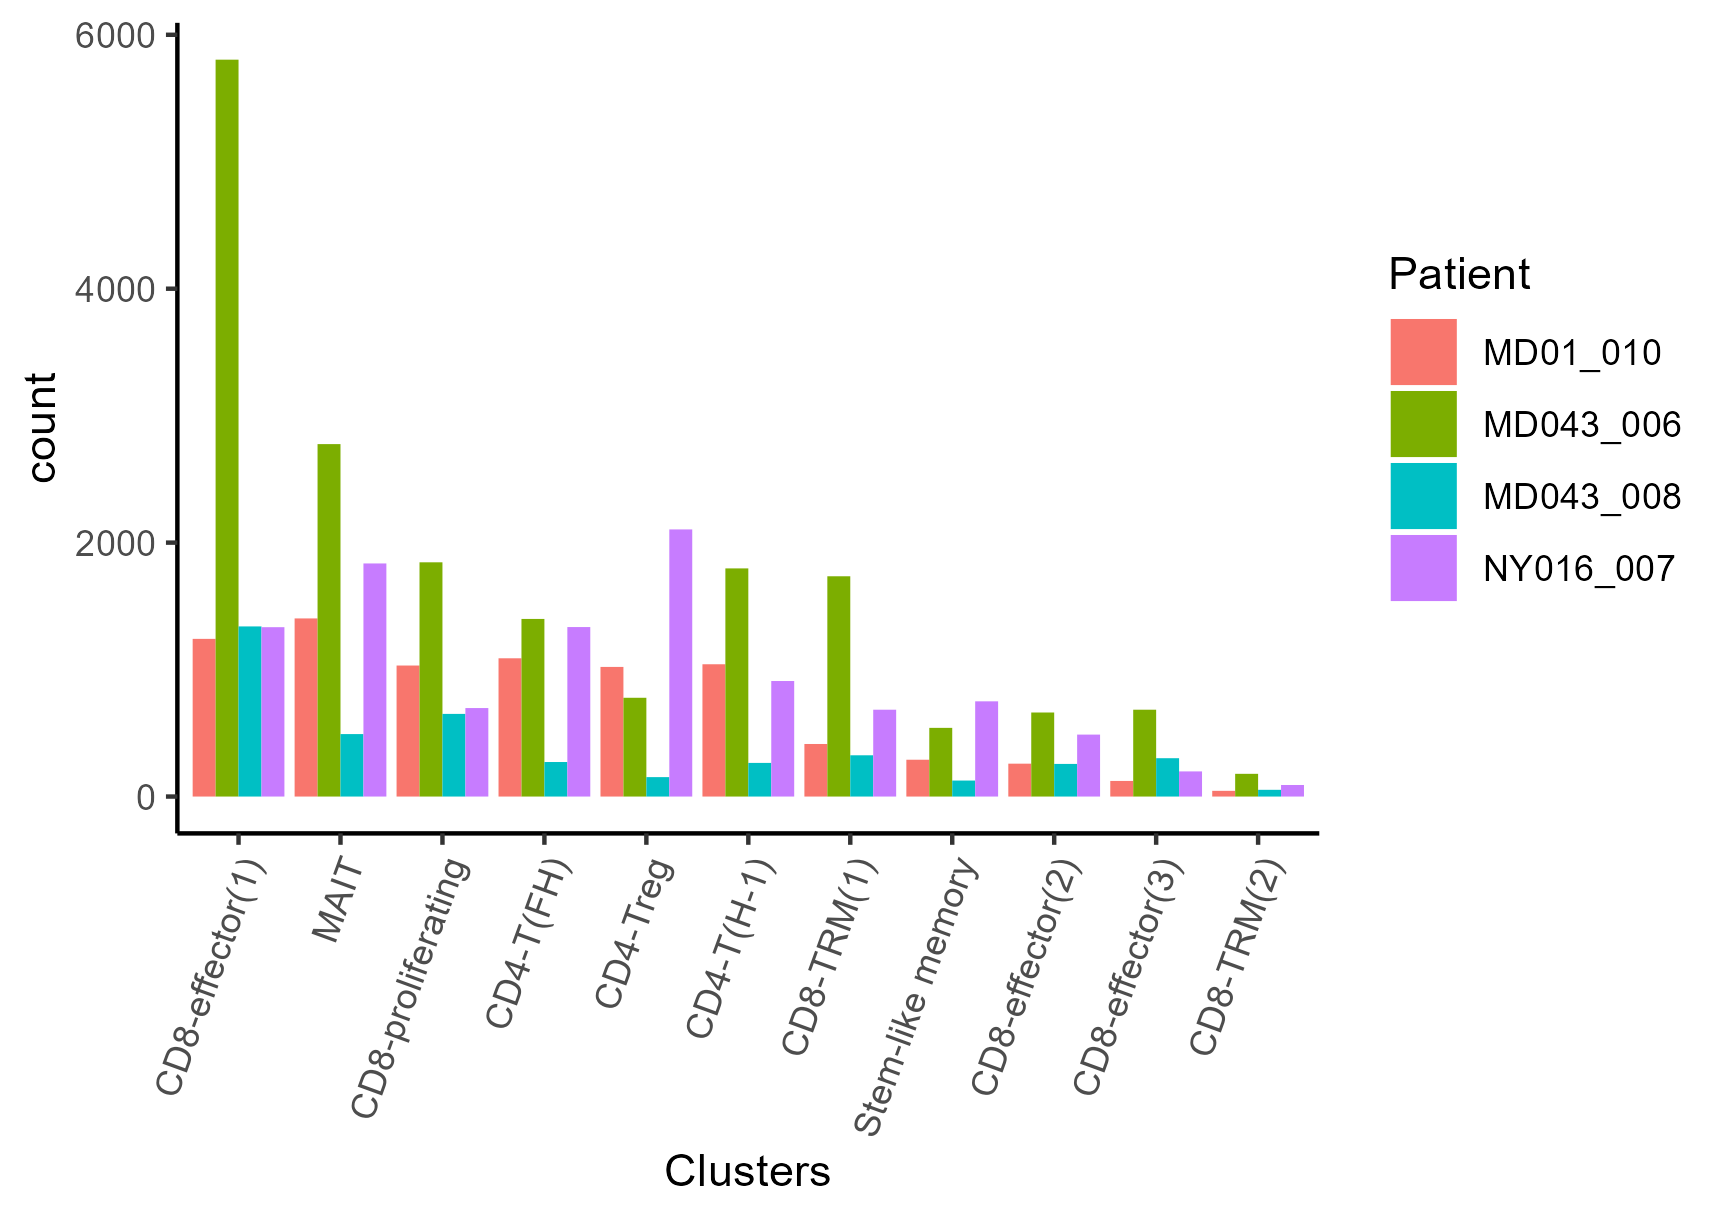 6000
4000
2000
0
count
CD8-effector(1)
MAIT
CD8-proliferating
CD4-T(FH)
CD4-Treg
CD4-T(H-1)
CD8-TRM(1)
Stem-like memory
CD8-effector(2)
CD8-effector(3)
CD8-TRM(2)
Clusters
Patient
MD01_010
MD043_006
MD043_008
NY016_007